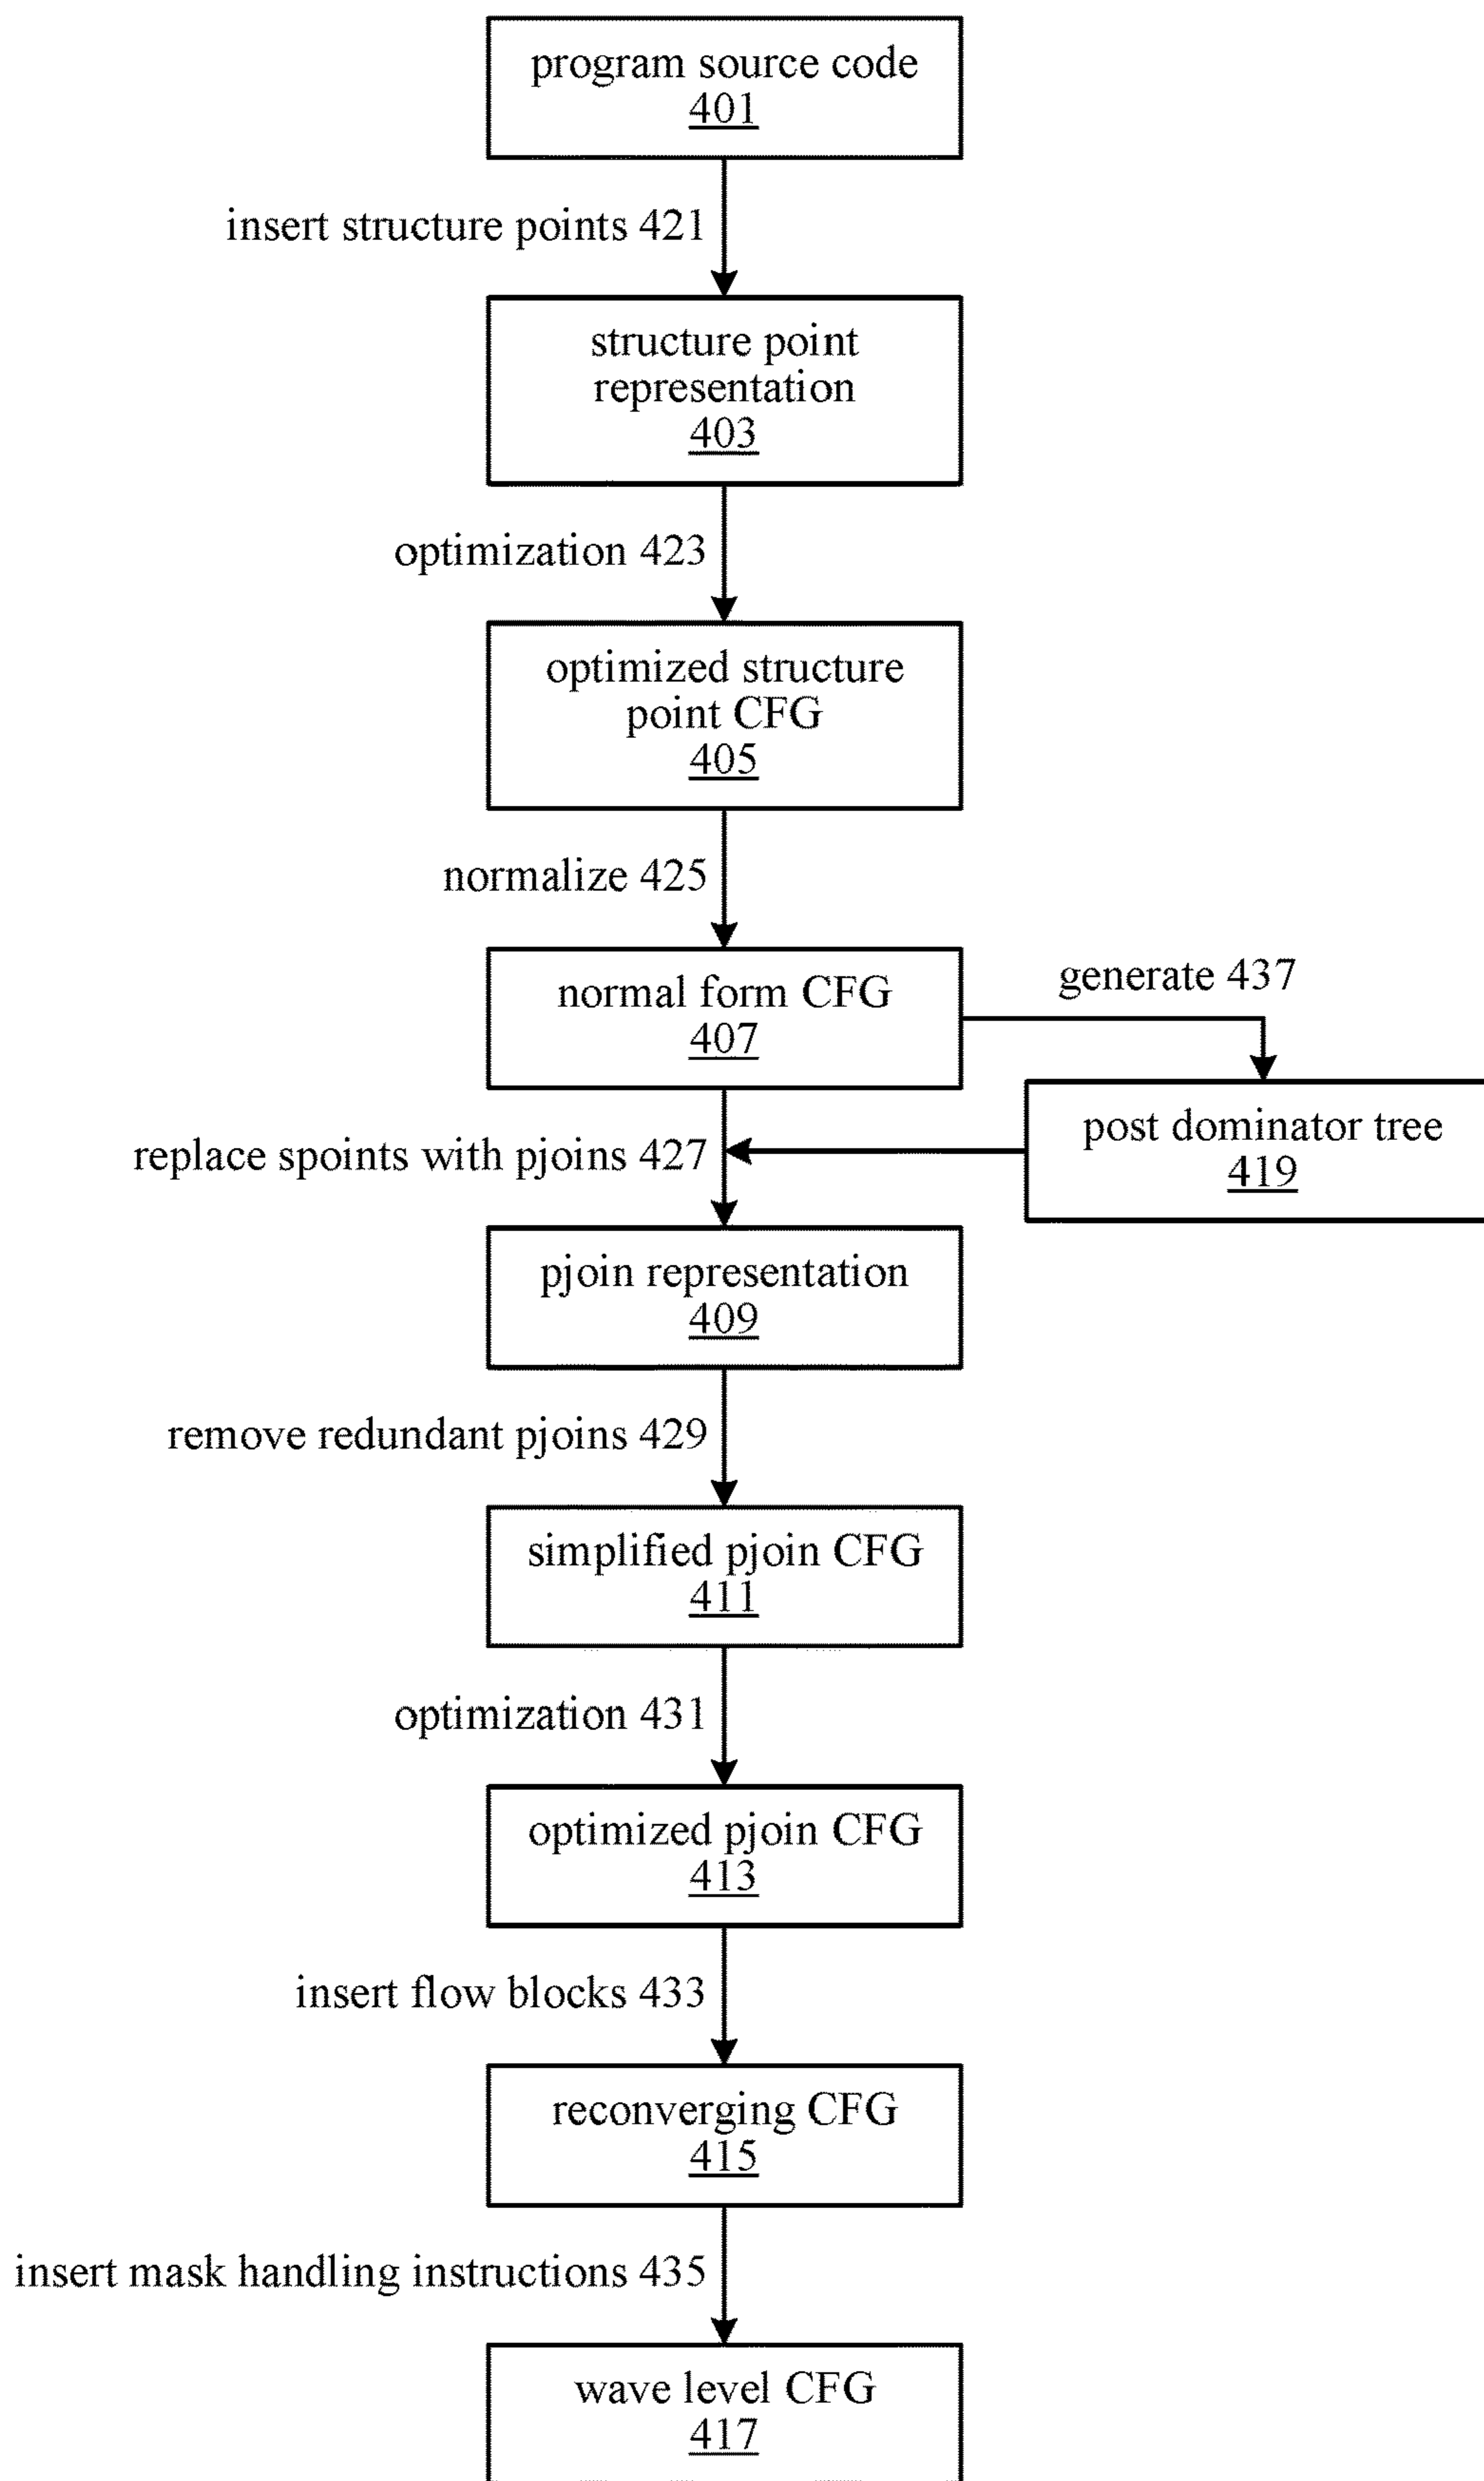 program source code
401
insert structure points 421
structure point
representation
403
optimization 423
optimized structure
point CFG
405
normalize 425
normal form CFG
407
generate 437
post dominator tree
419
replace spoints with pjoins 427
pjoin representation
409
remove redundant pjoins 429
simplified pjoin CFG
411
optimization 431
optimized pjoin CFG
413
insert flow blocks 433
reconverging CFG
415
insert mask handling instructions 435
wave level CFG
417